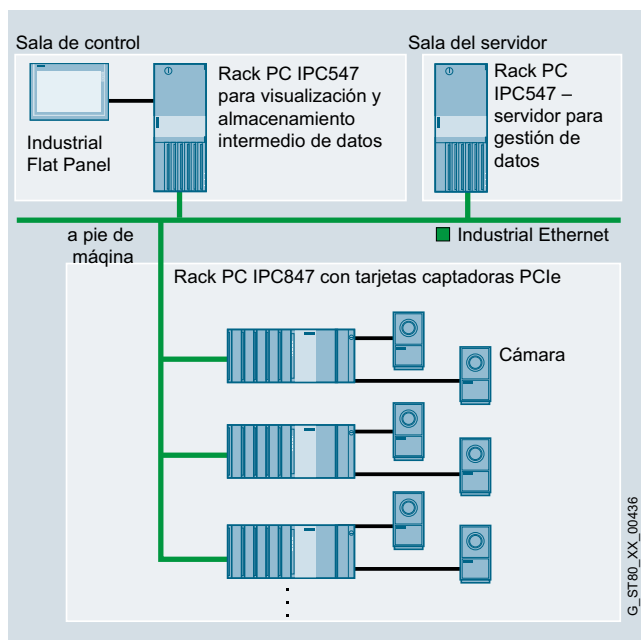 Sala de control
Rack PC IPC547
para visualización y
almacenamiento
intermedio de datos
Industrial
Flat Panel
Sala del servidor
Rack PC
IPC547 –
servidor para
gestión de
datos
a pie de
máqina
Industrial Ethernet
Rack PC IPC847 con tarjetas captadoras PCIe
Cámara
G_ST80_XX_00436